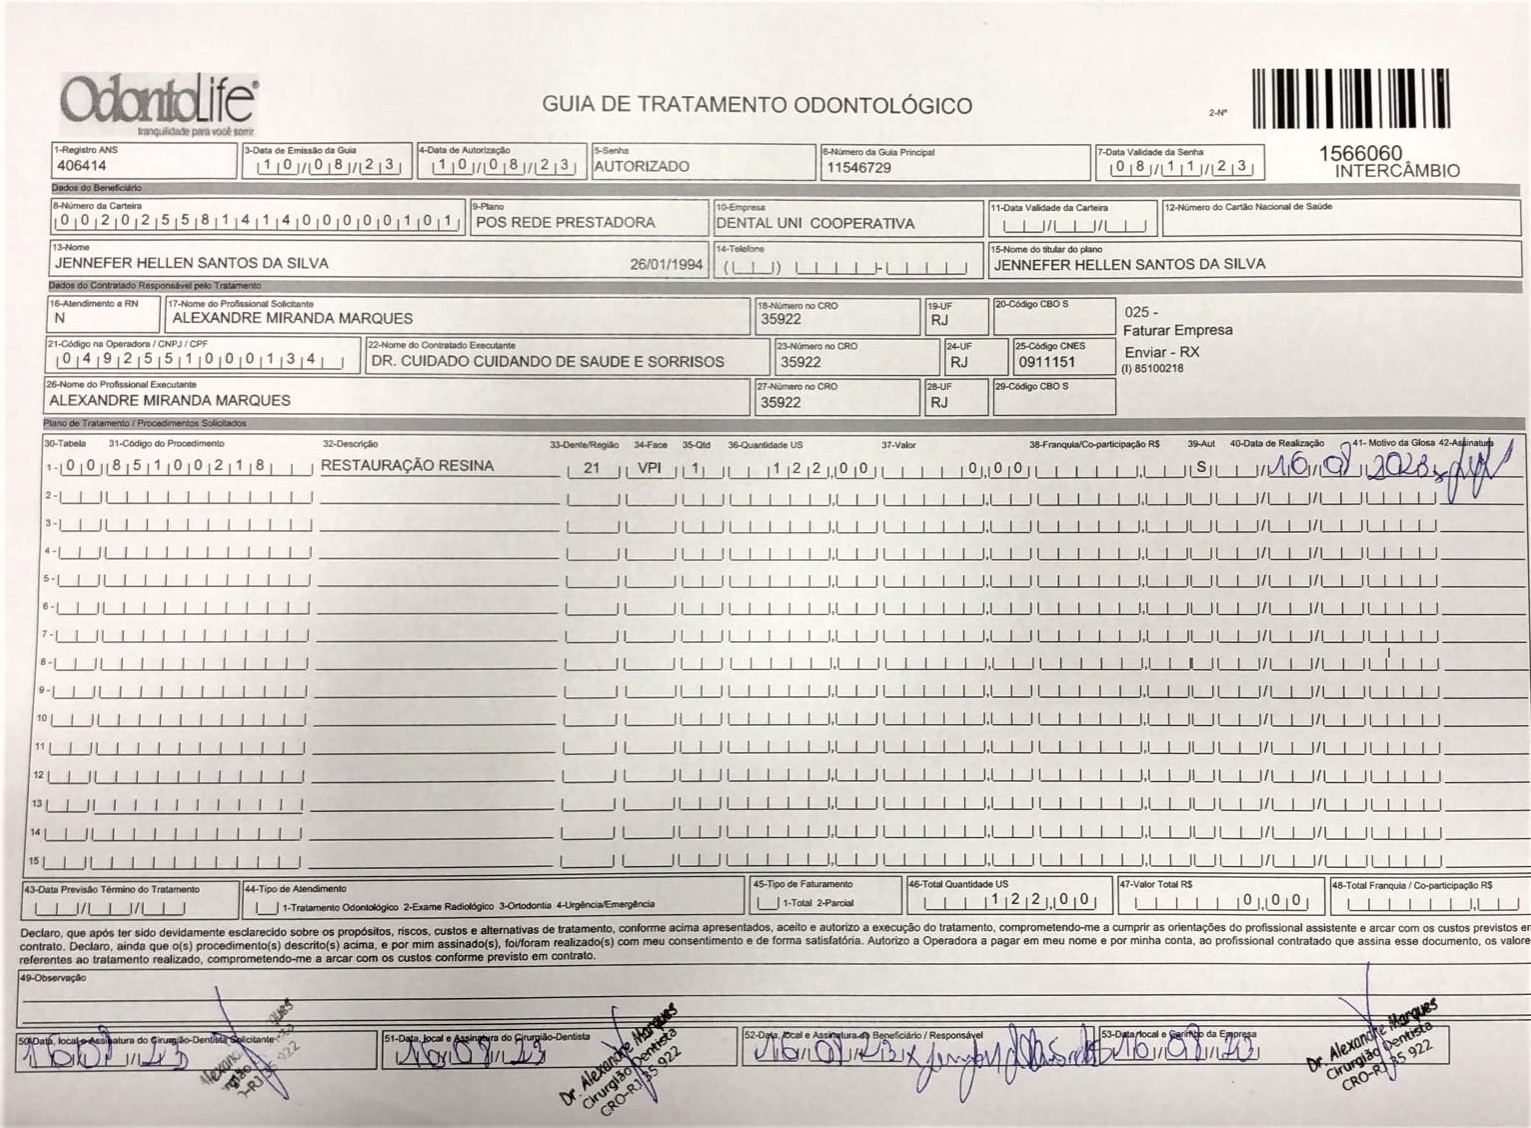 OdontoLife
tranquilidade para você sorrir
GUIA DE TRATAMENTO ODONTOLÓGICO
2-Nº
1566060
INTERCÂMBIO
1-Registro ANS 3-Data de Emissão da Guia 4-Data de Autorização 5-Senha 6-Número da Guia Principal 7-Data Validade da Senha
406414 10/08/23 10/08/23 AUTORIZADO 11546729 08/11/23
Dados do Beneficiário
8-Número da Carteira 9-Plano 10-Empresa 11-Data Validade da Carteira 12-Número do Cartão Nacional de Saúde
00202558141400000101 POS REDE PRESTADORA DENTAL UNI COOPERATIVA
13-Nome 14-Telefone 15-Nome do titular do plano
JENNEFER HELLEN SANTOS DA SILVA 26/01/1994 JENNEFER HELLEN SANTOS DA SILVA
Dados do Contratado Responsável pelo Tratamento
16-Atendimento a RN 17-Nome do Profissional Solicitante 18-Número no CRO 19-UF 20-Código CBO S
N ALEXANDRE MIRANDA MARQUES 35922 RJ
025 -
Faturar Empresa
Enviar - RX
(I) 85100218
21-Código na Operadora / CNPJ / CPF 22-Nome do Contratado Executante 23-Número no CRO 24-UF 25-Código CNES
0492551000134 DR. CUIDADO CUIDANDO DE SAUDE E SORRISOS 35922 RJ 0911151
26-Nome do Profissional Executante 27-Número no CRO 28-UF 29-Código CBO S
ALEXANDRE MIRANDA MARQUES 35922 RJ
Plano de Tratamento / Procedimentos Solicitados
30-Tabela 31-Código do Procedimento 32-Descrição 33-Dente/Região 34-Face 35-Qtd 36-Quantidade US 37-Valor 38-Franquia/Co-participação R$ 39-Aut 40-Data de Realização 41- Motivo da Glosa 42-Assinatura
1- 00 85100218 RESTAURAÇÃO RESINA 21 VPI 1 122,00 0,00 S 16/08/2023
2-
3-
4-
5-
6-
7-
8-
9-
10
11
12
13
14
15
43-Data Previsão Término do Tratamento 44-Tipo de Atendimento 45-Tipo de Faturamento 46-Total Quantidade US 47-Valor Total R$ 48-Total Franquia / Co-participação R$
1-Tratamento Odontológico 2-Exame Radiológico 3-Ortodontia 4-Urgência/Emergência 1-Total 2-Parcial 122,00 0,00
Declaro, que após ter sido devidamente esclarecido sobre os propósitos, riscos, custos e alternativas de tratamento, conforme acima apresentados, aceito e autorizo a execução do tratamento, comprometendo-me a cumprir as orientações do profissional assistente e arcar com os custos previstos em
contrato. Declaro, ainda que o(s) procedimento(s) descrito(s) acima, e por mim assinado(s), foi/foram realizado(s) com meu consentimento e de forma satisfatória. Autorizo a Operadora a pagar em meu nome e por minha conta, ao profissional contratado que assina esse documento, os valore
referentes ao tratamento realizado, comprometendo-me a arcar com os custos conforme previsto em contrato.
49-Observação
50-Data, local e Assinatura do Cirurgião-Dentista Solicitante 51-Data, local e Assinatura do Cirurgião-Dentista 52-Data, local e Assinatura do Beneficiário / Responsável 53-Data, local e Carimbo da Empresa
16/08/23 16/08/23 16/08/23 16/08/23
Dr. Alexandre Marques
Cirurgião Dentista
CRO-RJ 35 922
Dr. Alexandre Marques
Cirurgião Dentista
CRO-RJ 35 922